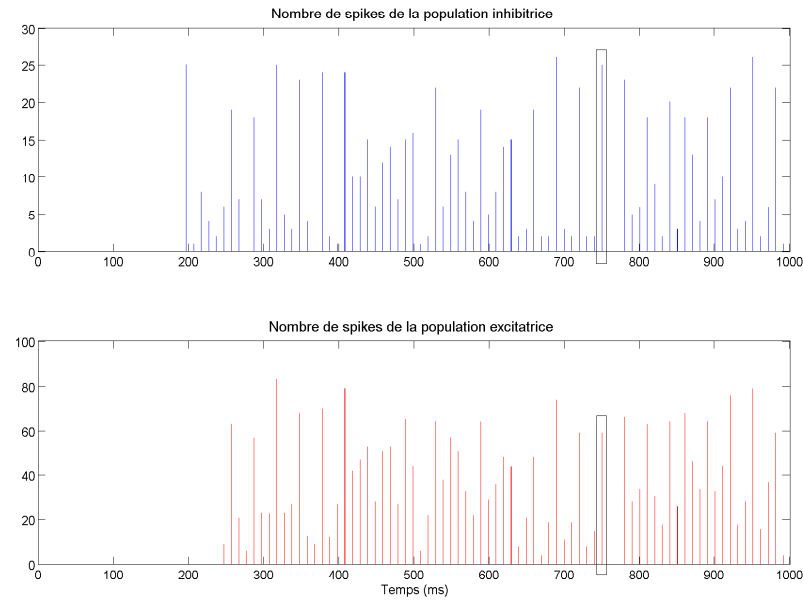 Nombre de spikes de la population inhibitrice
30
25
20
15
10
5
0
0 100 200 300 400 500 600 700 800 900 1000
Nombre de spikes de la population excitatrice
100
80
60
40
20
0
0 100 200 300 400 500 600 700 800 900 1000
Temps (ms)